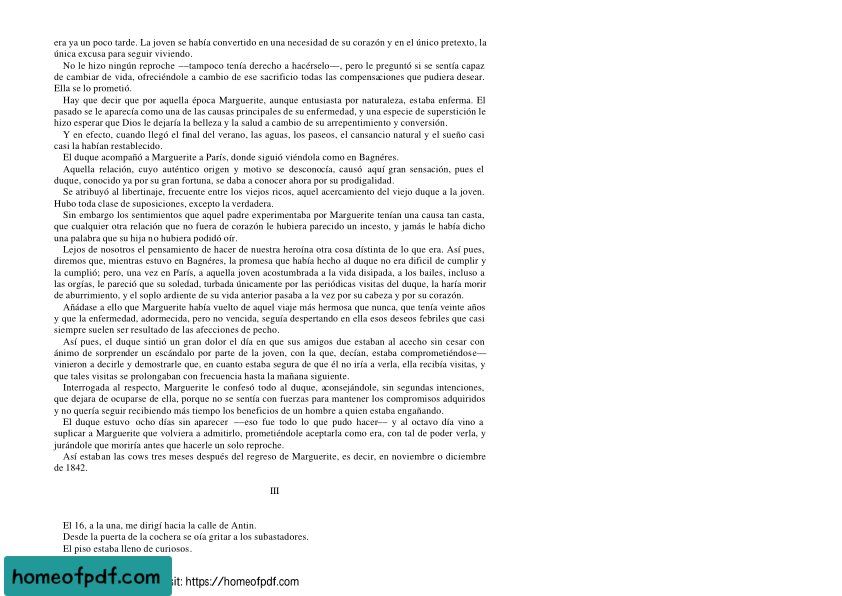 era ya un poco tarde. La joven se había convertido en una necesidad de su corazón y en el único pretexto, la
única excusa para seguir viviendo.
No le hizo ningún reproche —tampoco tenía derecho a hacérselo—, pero le preguntó si se sentía capaz
de cambiar de vida, ofreciéndole a cambio de ese sacrificio todas las compensaciones que pudiera desear.
Ella se lo prometió.
Hay que decir que por aquella época Marguerite, aunque entusiasta por naturaleza, estaba enferma. El
pasado se le aparecía como una de las causas principales de su enfermedad, y una especie de superstición le
hizo esperar que Dios le dejaría la belleza y la salud a cambio de su arrepentimiento y conversión.
Y en efecto, cuando llegó el final del verano, las aguas, los paseos, el cansancio natural y el sueño casi
casi la habían restablecido.
El duque acompañó a Marguerite a París, donde siguió viéndola como en Bagnéres.
Aquella relación, cuyo auténtico origen y motivo se desconocía, causó aquí gran sensación, pues el
duque, conocido ya por su gran fortuna, se daba a conocer ahora por su prodigalidad.
Se atribuyó al libertinaje, frecuente entre los viejos ricos, aquel acercamiento del viejo duque a la joven.
Hubo toda clase de suposiciones, excepto la verdadera.
Sin embargo los sentimientos que aquel padre experimentaba por Marguerite tenían una causa tan casta,
que cualquier otra relación que no fuera de corazón le hubiera parecido un incesto, y jamás le había dicho
una palabra que su hija no hubiera podidó oír.
Lejos de nosotros el pensamiento de hacer de nuestra heroína otra cosa dístinta de lo que era. Así pues,
diremos que, mientras estuvo en Bagnéres, la promesa que había hecho al duque no era dificil de cumplir y
la cumplió; pero, una vez en París, a aquella joven acostumbrada a la vida disipada, a los bailes, incluso a
las orgías, le pareció que su soledad, turbada únicamente por las periódicas visitas del duque, la haría morir
de aburrimiento, y el soplo ardiente de su vida anterior pasaba a la vez por su cabeza y por su corazón.
Añádase a ello que Marguerite había vuelto de aquel viaje más hermosa que nunca, que tenía veinte años
y que la enfermedad, adormecida, pero no vencida, seguía despertando en ella esos deseos febriles que casi
siempre suelen ser resultado de las afecciones de pecho.
Así pues, el duque sintió un gran dolor el día en que sus amigos due estaban al acecho sin cesar con
ánimo de sorprender un escándalo por parte de la joven, con la que, decían, estaba comprometiéndose—
vinieron a decirle y demostrarle que, en cuanto estaba segura de que él no iría a verla, ella recibía visitas, y
que tales visitas se prolongaban con frecuencia hasta la mañana siguiente.
Interrogada al respecto, Marguerite le confesó todo al duque, aconsejándole, sin segundas intenciones,
que dejara de ocuparse de ella, porque no se sentía con fuerzas para mantener los compromisos adquiridos
y no quería seguir recibiendo más tiempo los beneficios de un hombre a quien estaba engañando.
El duque estuvo ocho días sin aparecer —eso fue todo lo que pudo hacer— y al octavo día vino a
suplicar a Marguerite que volviera a admitirlo, prometiéndole aceptarla como era, con tal de poder verla, y
jurándole que moriría antes que hacerle un solo reproche.
Así estaban las cows tres meses después del regreso de Marguerite, es decir, en noviembre o diciembre
de 1842.
III
El 16, a la una, me dirigí hacia la calle de Antin.
Desde la puerta de la cochera se oía gritar a los subastadores.
El piso estaba lleno de curiosos.
homeofpdf.com
sit: https://homeofpdf.com